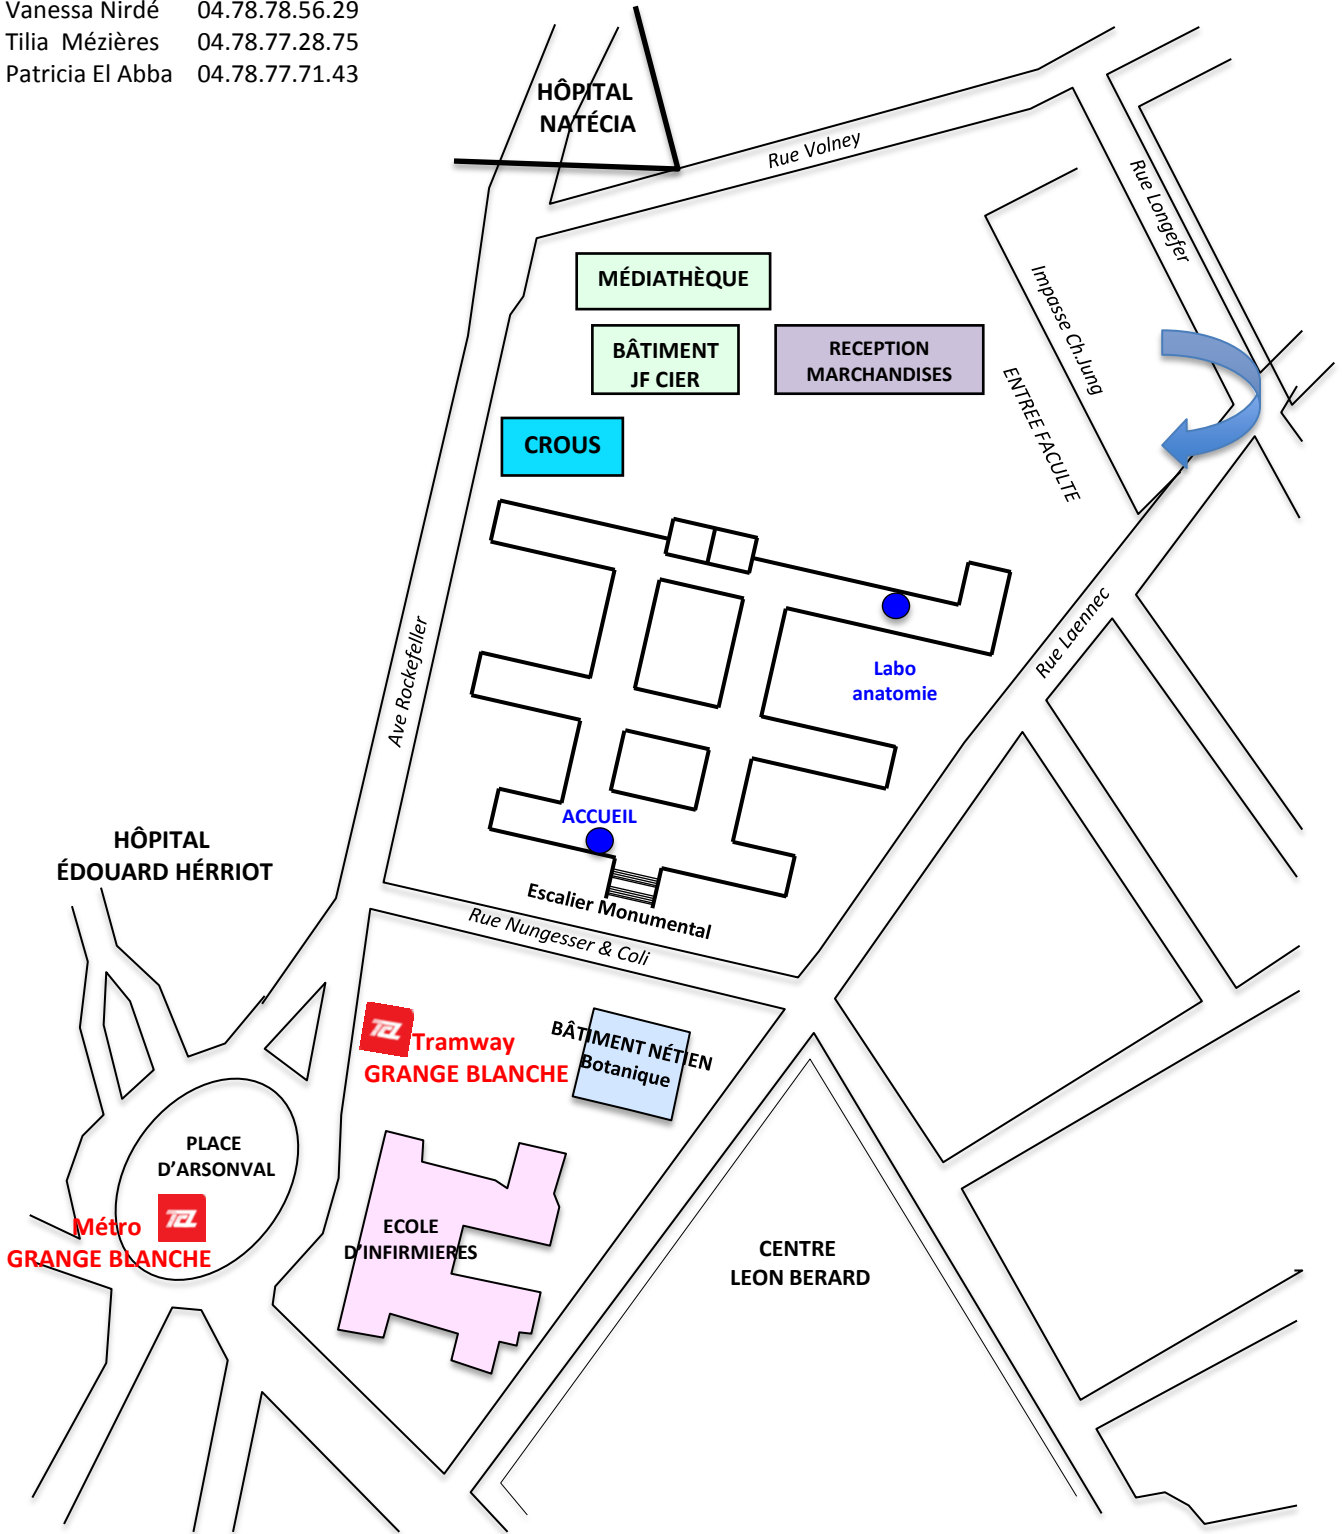 Vanessa Nirdé 04.78.78.56.29
Tilia Mézières 04.78.77.28.75
Patricia El Abba 04.78.77.71.43
HÔPITAL
NATÉCIA
Rue Volney
Rue Longefer
MÉDIATHÈQUE
Impasse Ch.Jung
BÂTIMENT
JF CIER
RECEPTION
MARCHANDISES
ENTREE FACULTE
CROUS
Ave Rockefeller
Rue Laennec
Labo
anatomie
ACCUEIL
HÔPITAL
ÉDOUARD HÉRRIOT
Escalier Monumental
Rue Nungesser & Coli
TCL
Tramway
GRANGE BLANCHE
BÂTIMENT NÉTIEN
Botanique
PLACE
D'ARSONVAL
TCL
Métro
GRANGE BLANCHE
ECOLE
D'INFIRMIERES
CENTRE
LEON BERARD